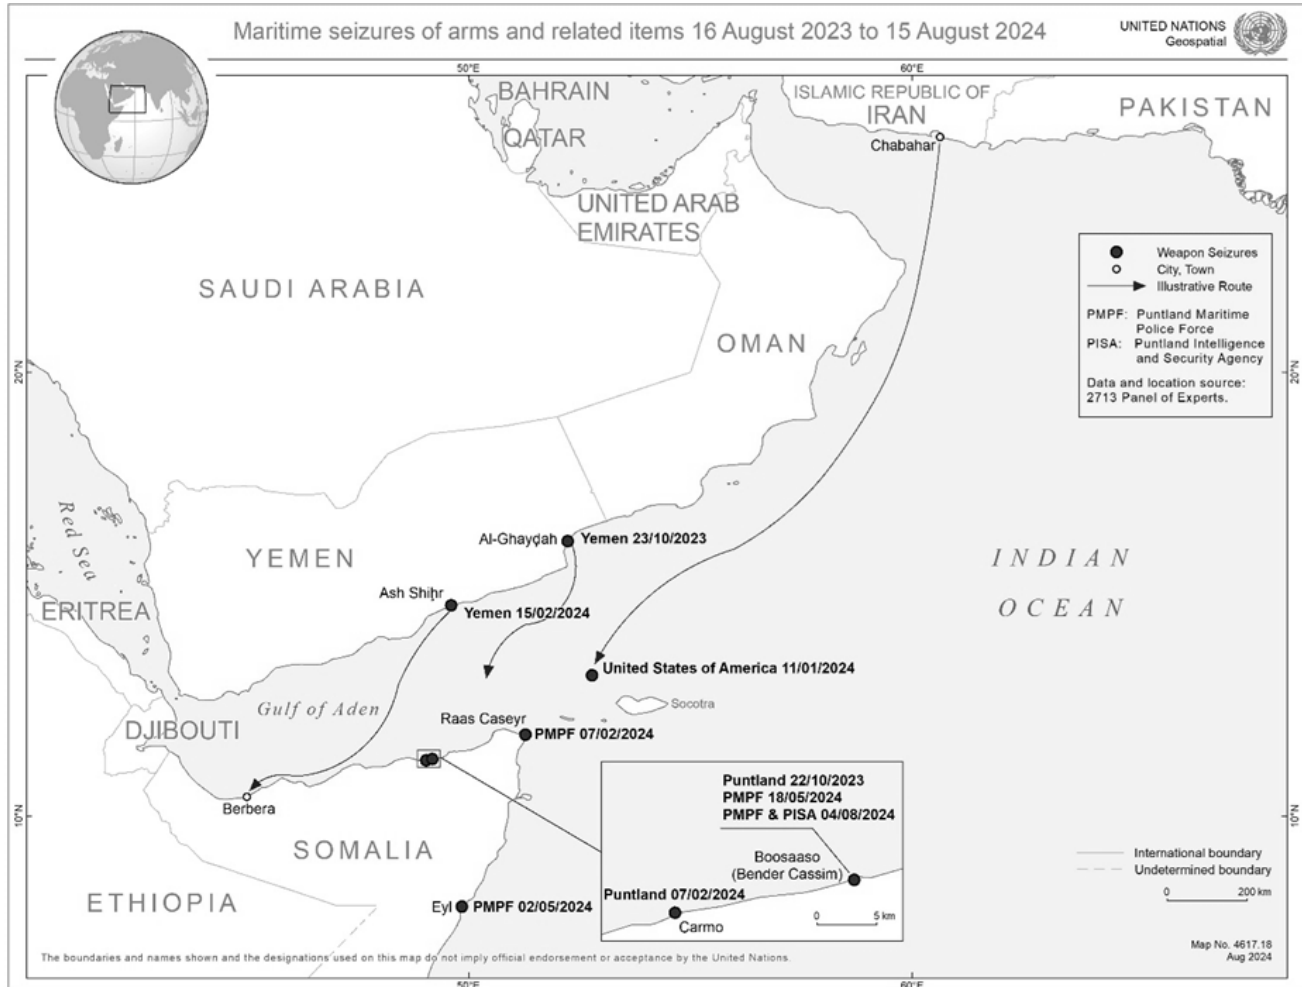 Maritime seizures of arms and related items 16 August 2023 to 15 August 2024
UNITED NATIONS
Geospatial
50°E
60°E
BAHRAIN
QATAR
ISLAMIC REPUBLIC OF
IRAN
PAKISTAN
Chabahar
UNITED ARAB
EMIRATES
SAUDI ARABIA
OMAN
Weapon Seizures
City, Town
Illustrative Route
PMPF: Puntland Maritime
Police Force
PISA: Puntland Intelligence
and Security Agency
Data and location source:
2713 Panel of Experts.
20°N
20°N
Red Sea
YEMEN
ERITREA
Al-Ghayḑah
Yemen 23/10/2023
Ash Shiḩr
Yemen 15/02/2024
INDIAN
OCEAN
United States of America 11/01/2024
Socotra
Gulf of Aden
DJIBOUTI
Raas Caseyr
PMPF 07/02/2024
Berbera
10°N
10°N
SOMALIA
ETHIOPIA
Eyl
PMPF 02/05/2024
Puntland 22/10/2023
PMPF 18/05/2024
PMPF & PISA 04/08/2024
Boosaaso
(Bender Cassim)
Puntland 07/02/2024
Qarmo
0 5 km
International boundary
Undetermined boundary
0 200 km
The boundaries and names shown and the designations used on this map do not imply official endorsement or acceptance by the United Nations.
Map No. 4617.18
Aug 2024
50°E
60°E